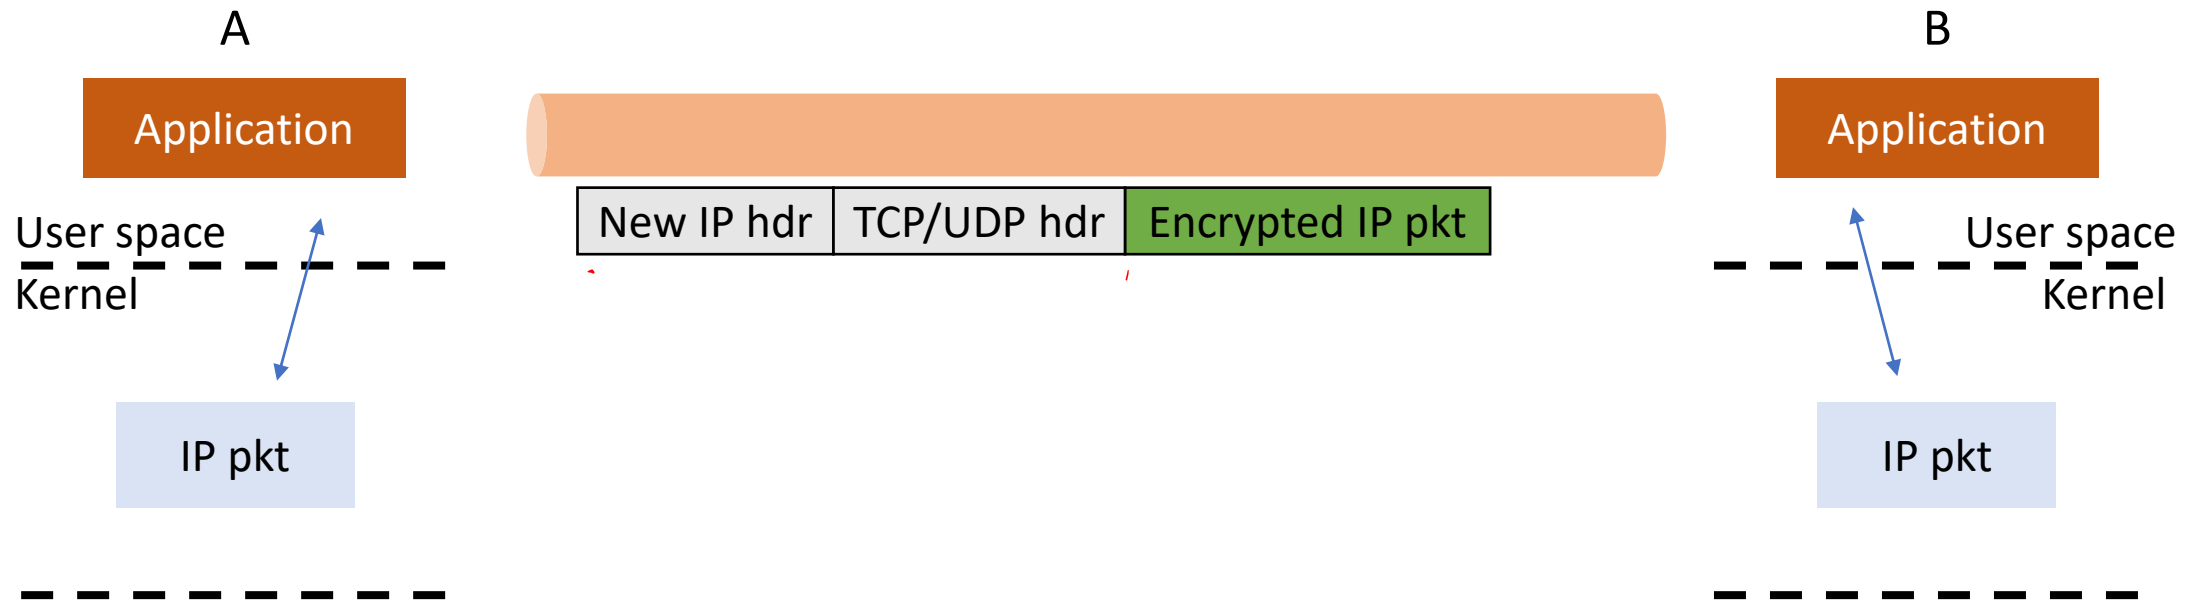 A
B
Application
Application
New IP hdr
TCP/UDP hdr
Encrypted IP pkt
User space
Kernel
User space
Kernel
IP pkt
IP pkt